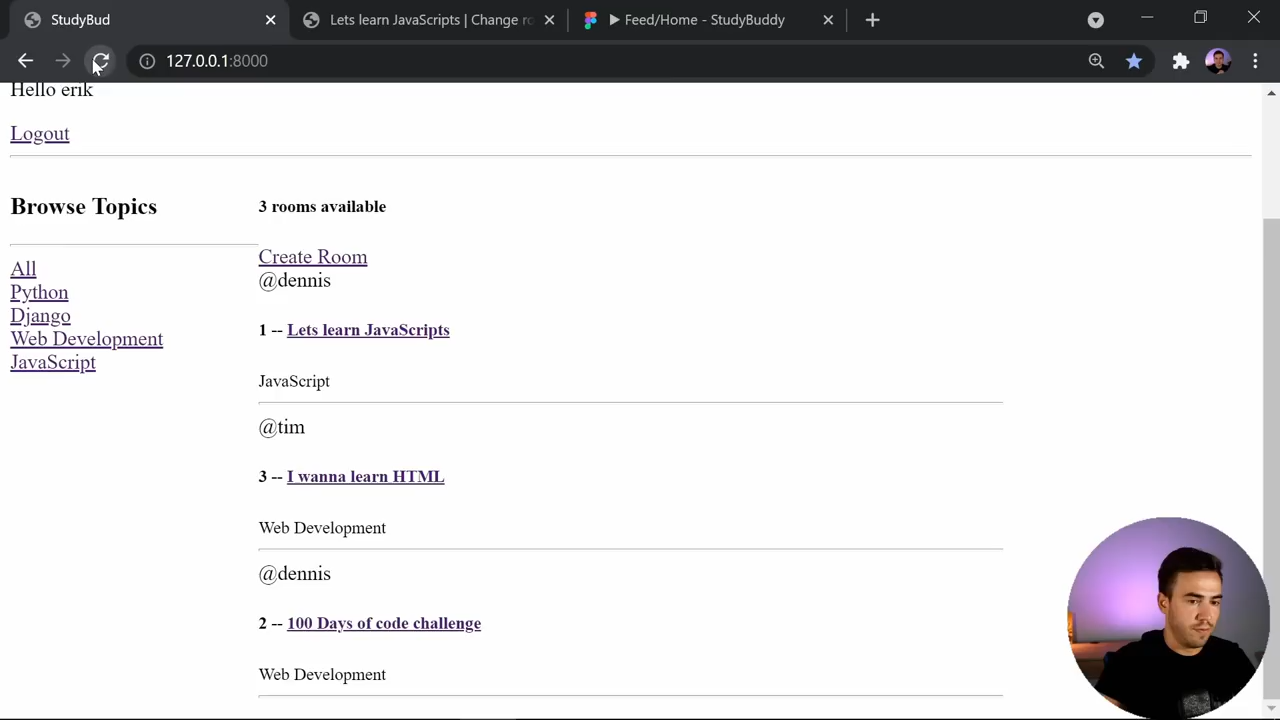 StudyBud
Lets learn JavaScripts | Change ro
Feed/Home - StudyBuddy
127.0.0.1:8000
Hello erik
Logout
Browse Topics
All
Python
Django
Web Development
JavaScript
3 rooms available
Create Room
@dennis
1 -- Lets learn JavaScripts
JavaScript
@tim
3 -- I wanna learn HTML
Web Development
@dennis
2 -- 100 Days of code challenge
Web Development